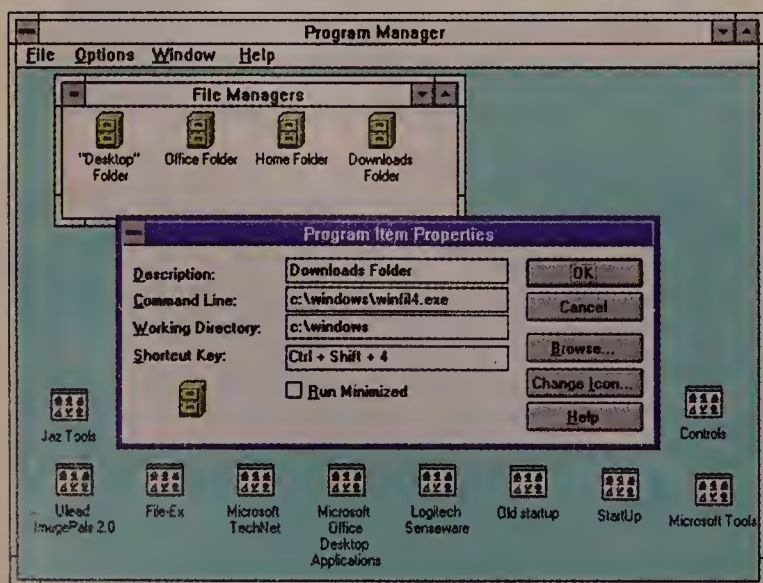 Program Manager
File Options Window Help
File Managers
"Desktop" Folder
Office Folder
Home Folder
Downloads Folder
Program Item Properties
Description: Downloads Folder
Command Line: c:\windows\winfil4.exe
Working Directory: c:\windows
Shortcut Key: Ctrl + Shift + 4
Run Minimized
OK
Cancel
Browse...
Change Icon...
Help
Jaz Tools
Controls
Ulead ImagePals 2.0
File-Ex
Microsoft TechNet
Microsoft Office Desktop Applications
Logitech Senseware
Old startup
StartUp
Microsoft Tools